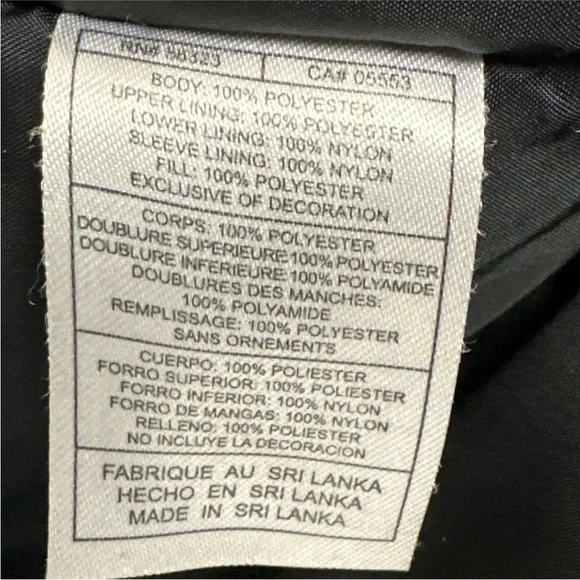 RN# 56323 CA# 05553
BODY: 100% POLYESTER
UPPER LINING: 100% POLYESTER
LOWER LINING: 100% NYLON
SLEEVE LINING: 100% NYLON
FILL: 100% POLYESTER
EXCLUSIVE OF DECORATION
CORPS: 100% POLYESTER
DOUBLURE SUPERIEURE:100% POLYESTER
DOUBLURE INFERIEURE:100% POLYAMIDE
DOUBLURES DES MANCHES:
100% POLYAMIDE
REMPLISSAGE: 100% POLYESTER
SANS ORNEMENTS
CUERPO: 100% POLIESTER
FORRO SUPERIOR: 100% POLIESTER
FORRO INFERIOR: 100% NYLON
FORRO DE MANGAS: 100% NYLON
RELLENO: 100% POLIESTER
NO INCLUYE LA DECORACION
FABRIQUE AU SRI LANKA
HECHO EN SRI LANKA
MADE IN SRI LANKA